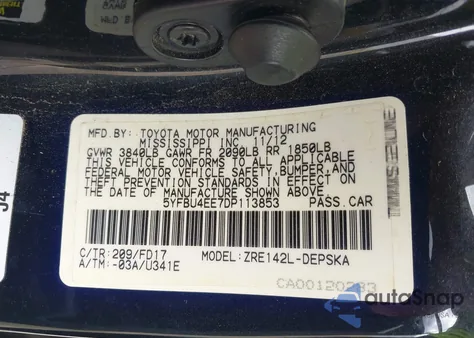 MFD.BY: TOYOTA MOTOR MANUFACTURING
MISSISSIPPI INC 11/12
GVWR 3840LB GAWR FR 2090LB RR 1850LB
THIS VEHICLE CONFORMS TO ALL APPLICABLE
FEDERAL MOTOR VEHICLE SAFETY,BUMPER,AND
THEFT PREVENTION STANDARDS IN EFFECT ON
THE DATE OF MANUFACTURE SHOWN ABOVE.
5YFBU4EE7DP113853 PASS.CAR
C/TR:209/FD17 MODEL:ZRE142L-DEPSKA
A/TM:-03A/U341E
CA00120283
J4
autoSnap